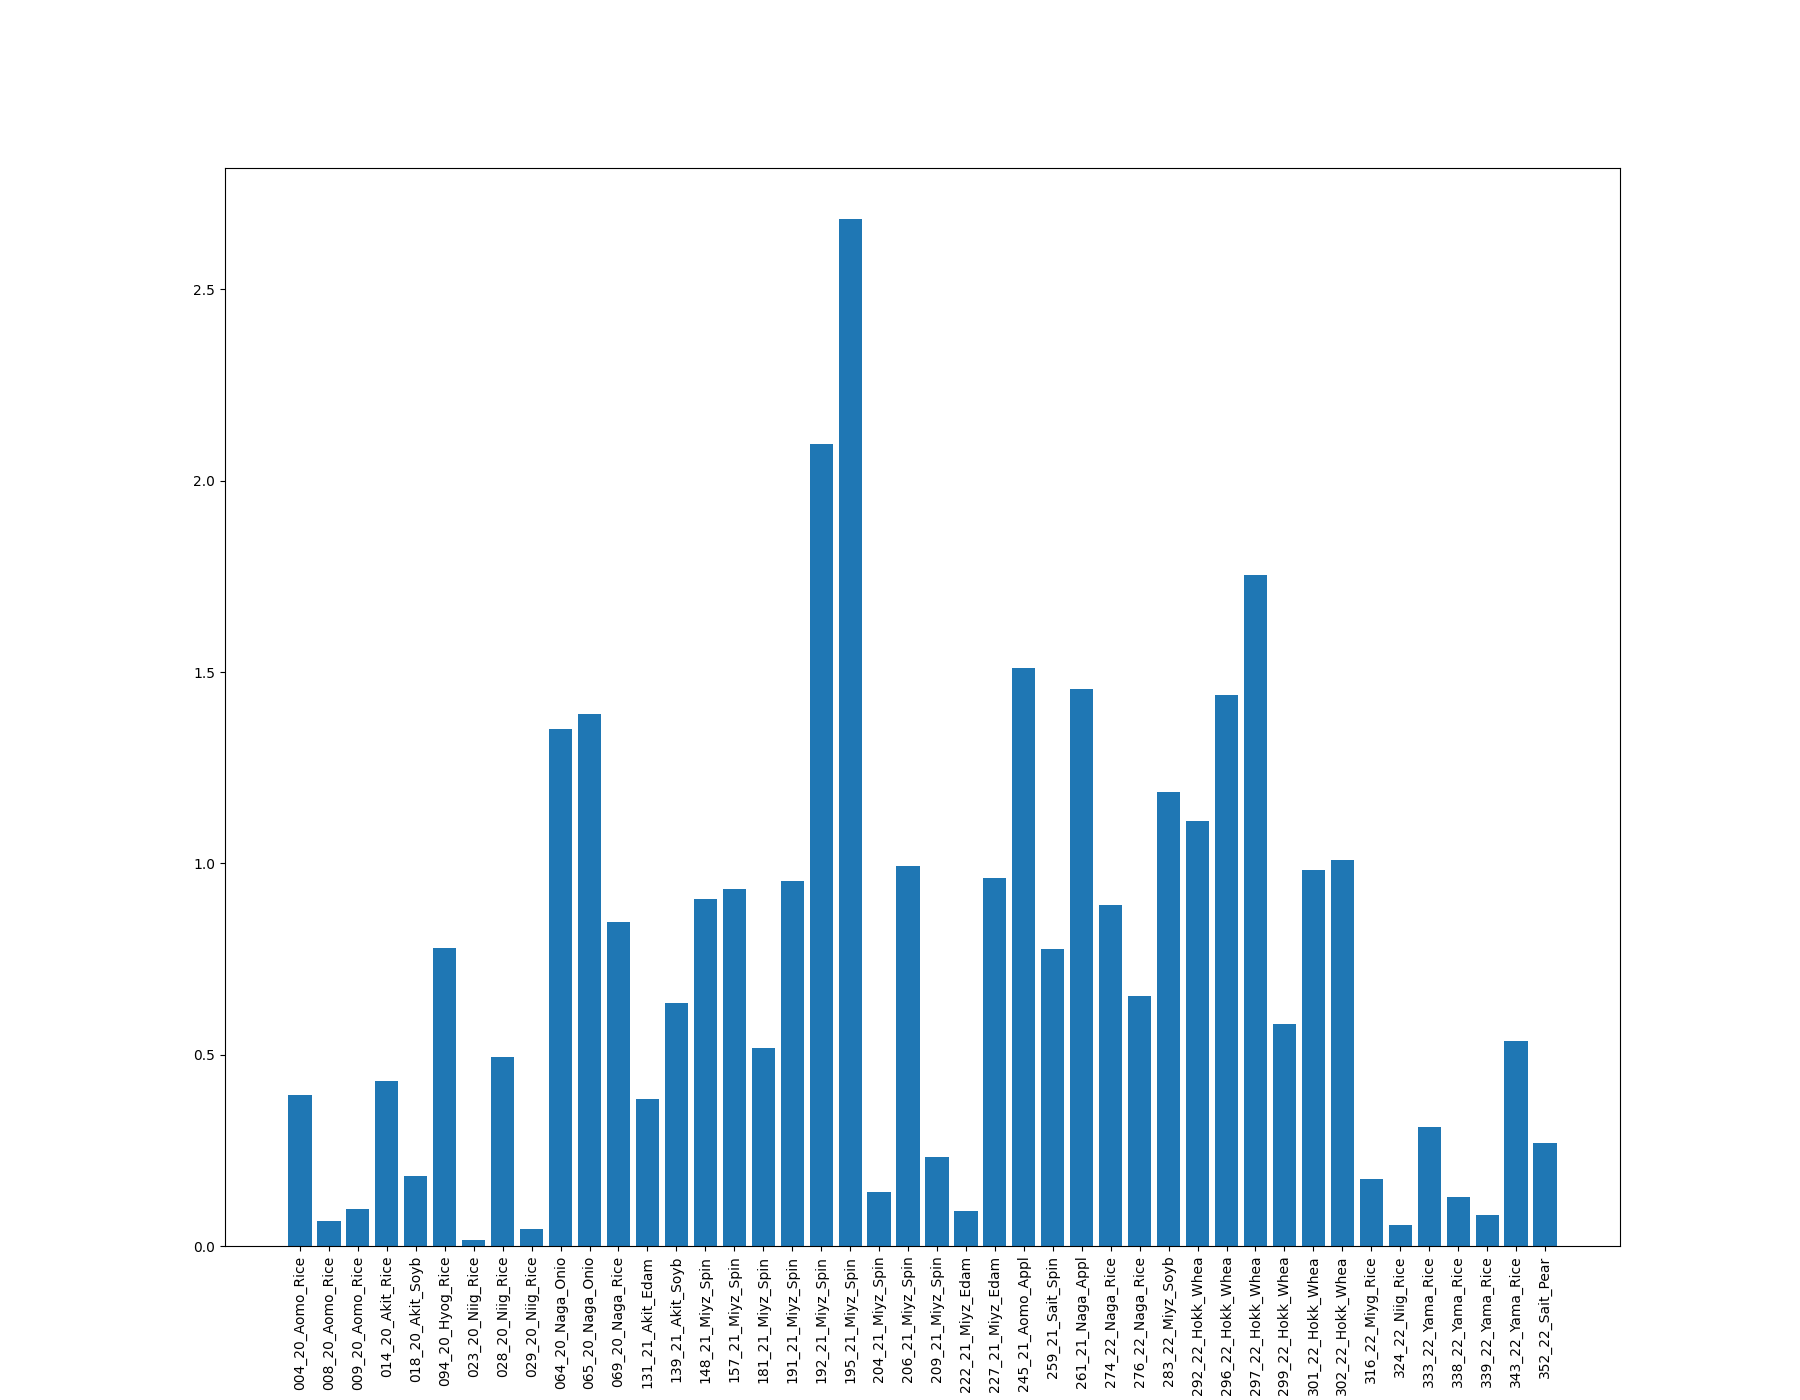 2.5
2.0
1.5
1.0
0.5
0.0
004_20_Aomo_Rice
008_20_Aomo_Rice
009_20_Aomo_Rice
014_20_Akit_Rice
018_20_Akit_Soyb
094_20_Hyog_Rice
023_20_Niig_Rice
028_20_Niig_Rice
029_20_Niig_Rice
064_20_Naga_Onio
065_20_Naga_Onio
069_20_Naga_Rice
131_21_Akit_Edam
139_21_Akit_Soyb
148_21_Miyz_Spin
157_21_Miyz_Spin
181_21_Miyz_Spin
191_21_Miyz_Spin
192_21_Miyz_Spin
195_21_Miyz_Spin
204_21_Miyz_Spin
206_21_Miyz_Spin
209_21_Miyz_Spin
222_21_Miyz_Edam
227_21_Miyz_Edam
245_21_Aomo_Appl
259_21_Sait_Spin
261_21_Naga_Appl
274_22_Naga_Rice
276_22_Naga_Rice
283_22_Miyz_Soyb
292_22_Hokk_Whea
296_22_Hokk_Whea
297_22_Hokk_Whea
299_22_Hokk_Whea
301_22_Hokk_Whea
302_22_Hokk_Whea
316_22_Miyg_Rice
324_22_Niig_Rice
333_22_Yama_Rice
338_22_Yama_Rice
339_22_Yama_Rice
343_22_Yama_Rice
352_22_Sait_Pear